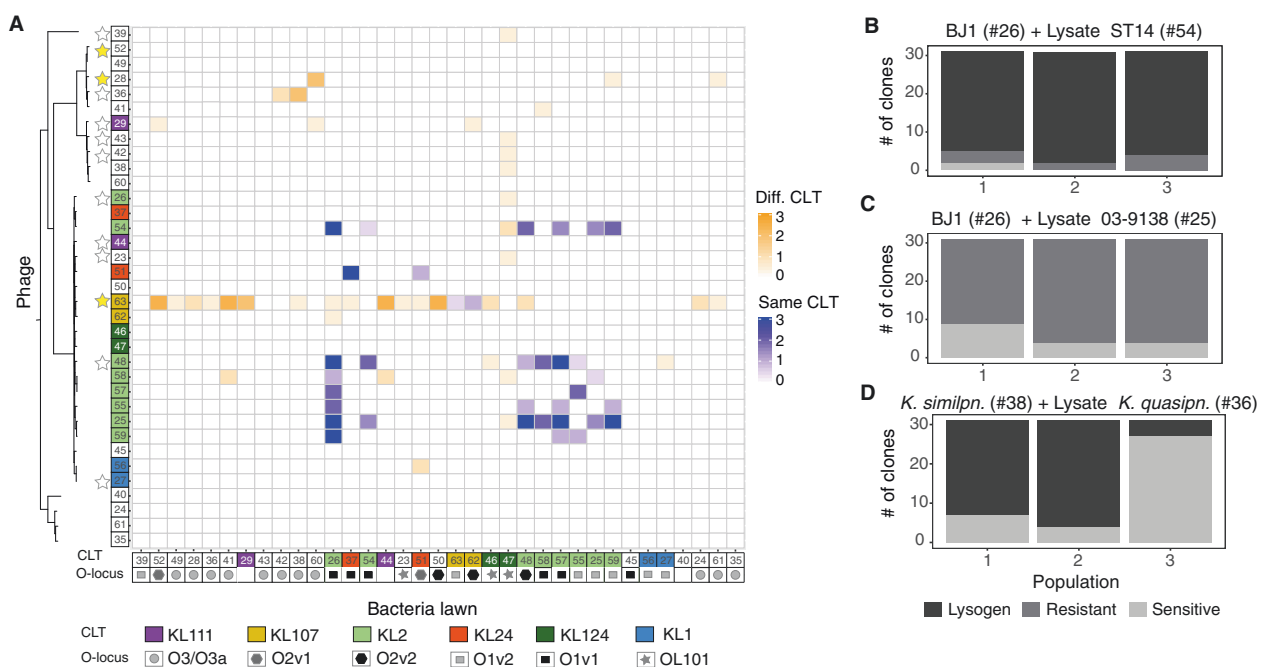 A
Phage
39
52
49
28
36
41
29
43
42
38
60
26
37
54
44
23
51
50
63
62
46
47
48
58
57
55
25
59
45
56
27
40
24
61
35
CLT 39 52 49 28 36 41 29 43 42 38 60 26 37 54 44 23 51 50 63 62 46 47 48 58 57 55 25 59 45 56 27 40 24 61 35
O-locus
Bacteria lawn
CLT KL111 KL107 KL2 KL24 KL124 KL1
O-locus O3/O3a O2v1 O2v2 O1v2 O1v1 OL101
Diff. CLT
3
2
1
0
Same CLT
3
2
1
0
B
BJ1 (#26) + Lysate ST14 (#54)
# of clones
30
20
10
0
1 2 3
C
BJ1 (#26) + Lysate 03-9138 (#25)
# of clones
30
20
10
0
1 2 3
D
K. similpn. (#38) + Lysate K. quasipn. (#36)
# of clones
30
20
10
0
1 2 3
Population
Lysogen Resistant Sensitive